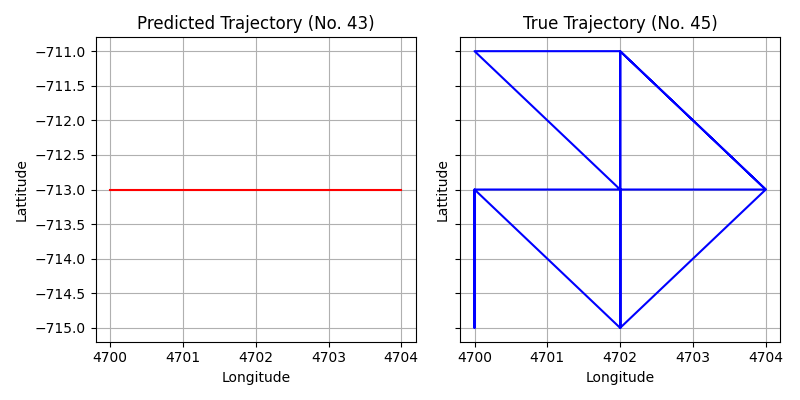 Predicted Trajectory (No. 43)
True Trajectory (No. 45)
−711.0
−711.5
−712.0
−712.5
−713.0
−713.5
−714.0
−714.5
−715.0
Lattitude
Lattitude
4700 4701 4702 4703 4704
4700 4701 4702 4703 4704
Longitude
Longitude